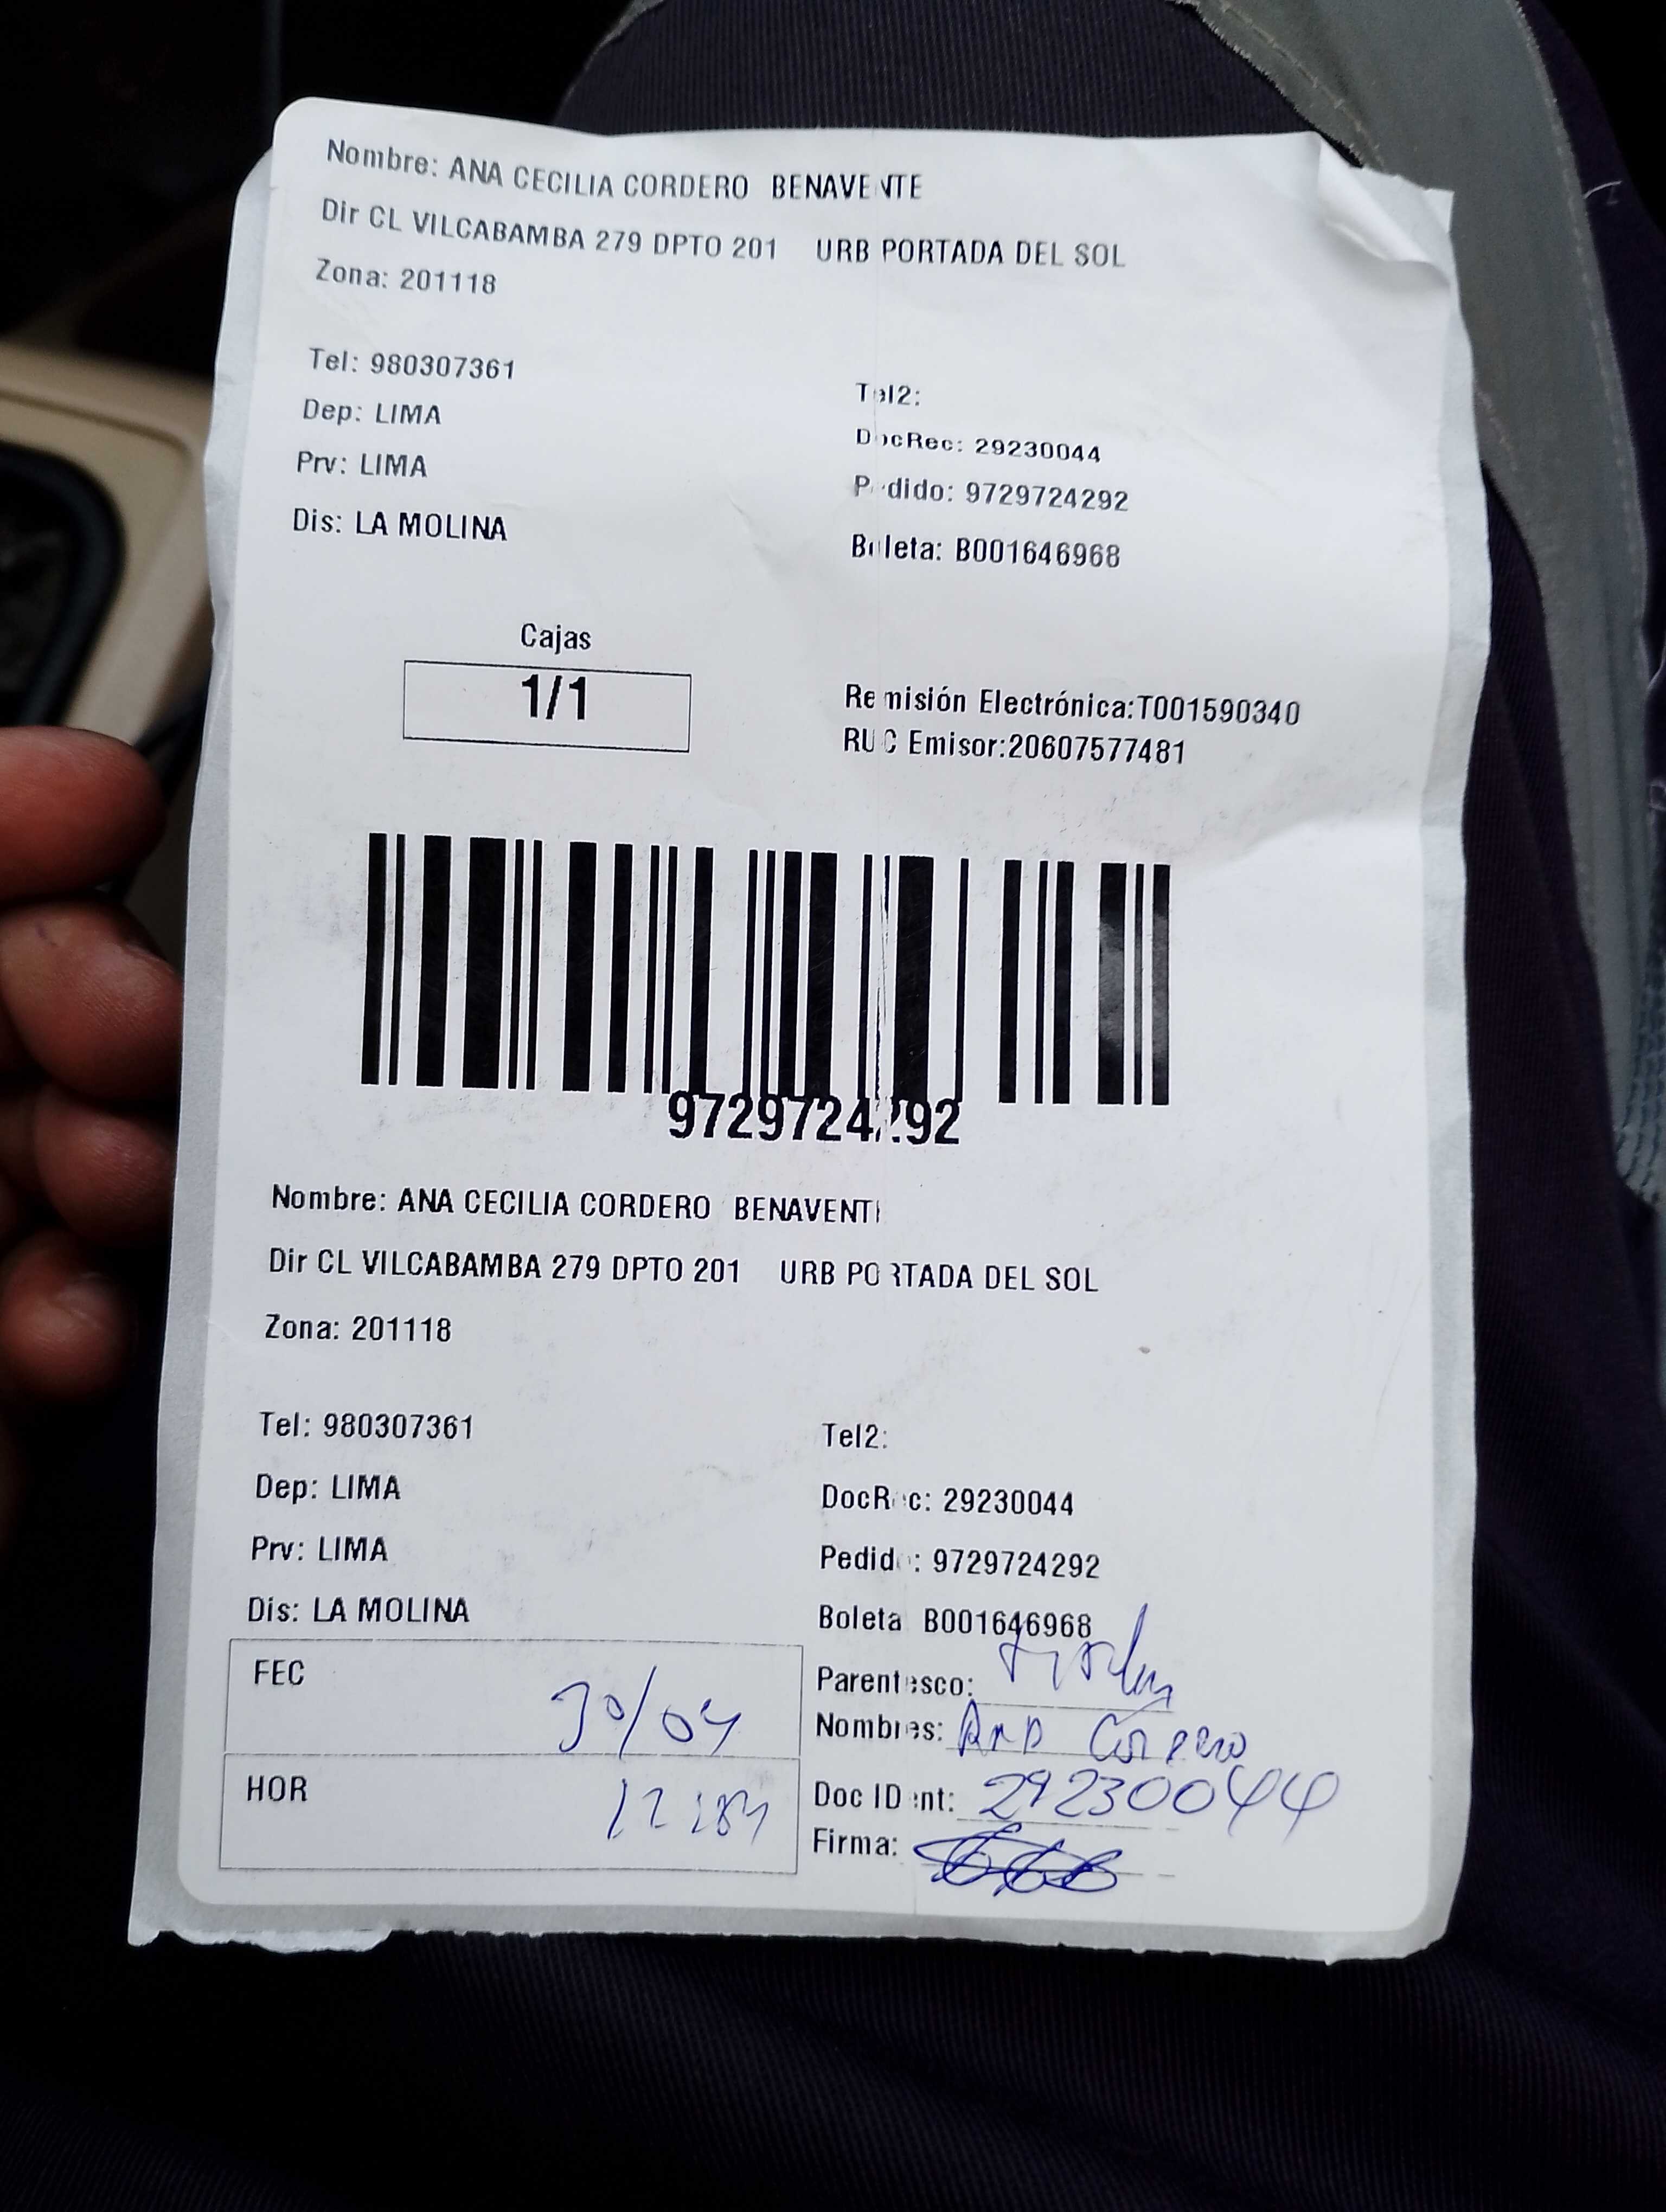 Nombre: ANA CECILIA CORDERO BENAVENTE
Dir CL VILCABAMBA 279 DPTO 201 URB PORTADA DEL SOL
Zona: 201118
Tel: 980307361
Tel2:
Dep: LIMA
DocRec: 29230044
Prv: LIMA
Pedido: 9729724292
Dis: LA MOLINA
Boleta: B001646968
Cajas
1/1
Remisión Electrónica:T001590340
RUC Emisor:20607577481
9729724292
Nombre: ANA CECILIA CORDERO BENAVENTE
Dir CL VILCABAMBA 279 DPTO 201 URB PORTADA DEL SOL
Zona: 201118
Tel: 980307361
Tel2:
Dep: LIMA
DocRec: 29230044
Prv: LIMA
Pedido: 9729724292
Dis: LA MOLINA
Boleta B001646968
FEC 30/04
Parentesco:
Nombres: Ana Cordero
HOR
Doc IDent: 29230044
Firma: